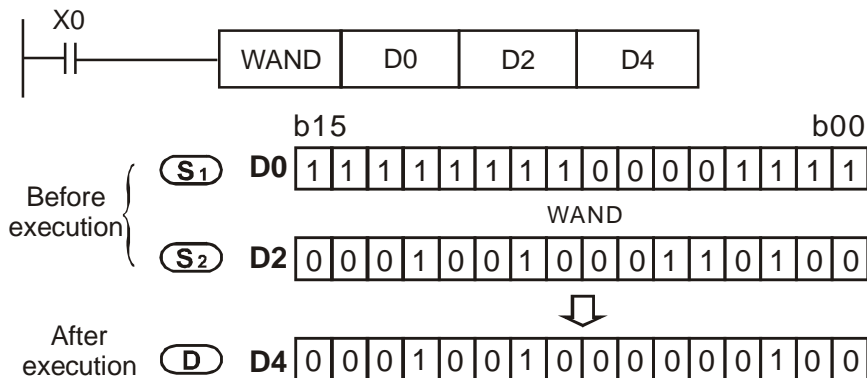 X0
WAND D0 D2 D4
b15 b00
S1 D0 1 1 1 1 1 1 1 1 0 0 0 0 1 1 1 1
Before
execution
WAND
S2 D2 0 0 0 1 0 0 1 0 0 0 1 1 0 1 0 0
After
execution
D D4 0 0 0 1 0 0 1 0 0 0 0 0 0 1 0 0